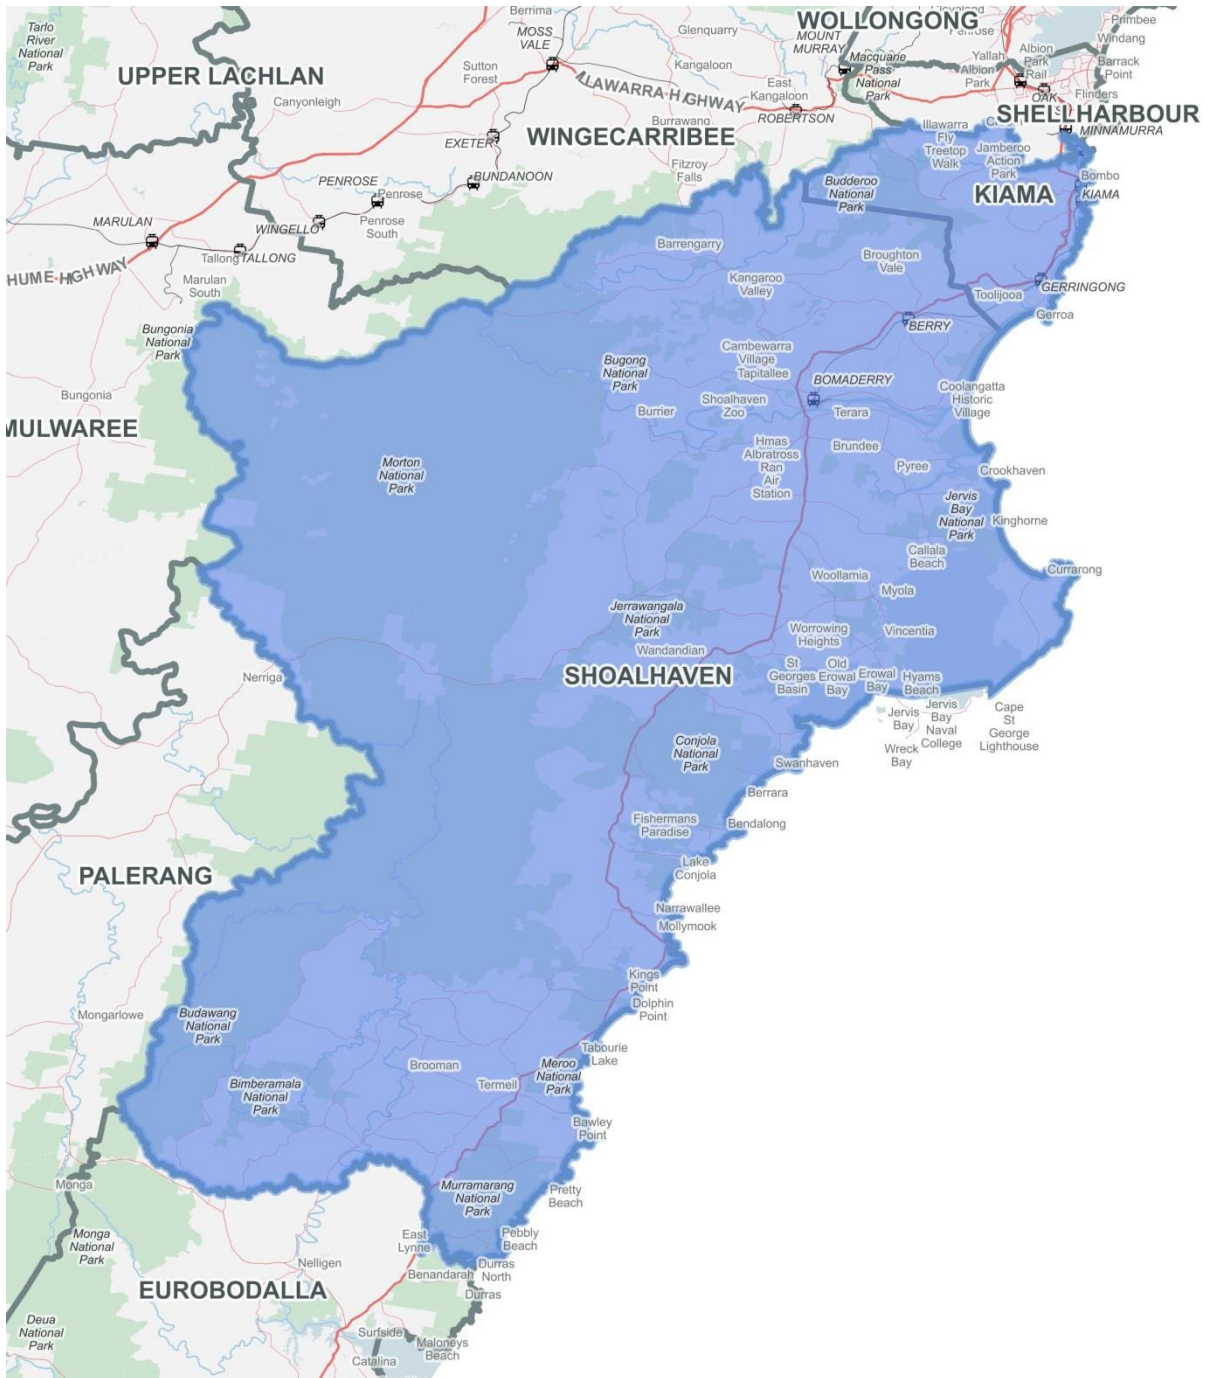 Berrima
Cleveland
Primbee
WOLLONGONG
Tarlo
River
National
Park
MOSS
VALE
Glenquarry
MOUNT
MURRAY
Penrose
Windang
Yallah
Albion
Park
Rail
Macquarie
Pass
National
Park
Barrack
Point
UPPER LACHLAN
Sutton
Forest
Kangaloon
Albion
Park
East
Kangaloon
ILLAWARRA HIGHWAY
Canyonleigh
OAK
Flinders
ROBERTSON
SHELLHARBOUR
Burrawang
Illawarra
Fly
Treetop
Walk
MINNAMURRA
WINGECARRIBEE
EXETER
Jamberoo
Action
Park
Fitzroy
Falls
BUNDANOON
PENROSE
Penrose
Bombo
Budderoo
National
Park
KIAMA
KIAMA
MARULAN
WINGELLO
Penrose
South
Barrengarry
Broughton
Vale
Tallong
TALLONG
HUME HIGHWAY
Marulan
South
Kangaroo
Valley
GERRINGONG
Toolijooa
Gerroa
Bungonia
National
Park
BERRY
Cambewarra
Village
Tapitallee
Bugong
National
Park
BOMADERRY
Coolangatta
Historic
Village
Bungonia
Shoalhaven
Zoo
Burrier
Terara
MULWAREE
Hmas
Albratross
Ran
Air
Station
Brundee
Pyree
Crookhaven
Morton
National
Park
Jervis
Bay
National
Park
Kinghorne
Callala
Beach
Currarong
Woollamia
Myola
Jerrawangala
National
Park
Worrowing
Heights
Vincentia
Wandandian
SHOALHAVEN
St
Georges
Basin
Old
Erowal
Bay
Erowal
Bay
Hyams
Beach
Nerriga
Jervis
Bay
Jervis
Bay
Naval
College
Cape
St
George
Lighthouse
Wreck
Bay
Conjola
National
Park
Swanhaven
Berrara
Fishermans
Paradise
Bendalong
Lake
Conjola
PALERANG
Narrawallee
Mollymook
Kings
Point
Dolphin
Point
Mongarlowe
Budawang
National
Park
Tabourie
Lake
Brooman
Meroo
National
Park
Bimberamala
National
Park
Termeil
Bawley
Point
Monga
Murramarang
National
Park
Pretty
Beach
Monga
National
Park
East
Lynne
Pebbly
Beach
Nelligen
Benandarah
Durras
North
EUROBODALLA
Durras
Deua
National
Park
Surfside
Maloneys
Beach
Catalina